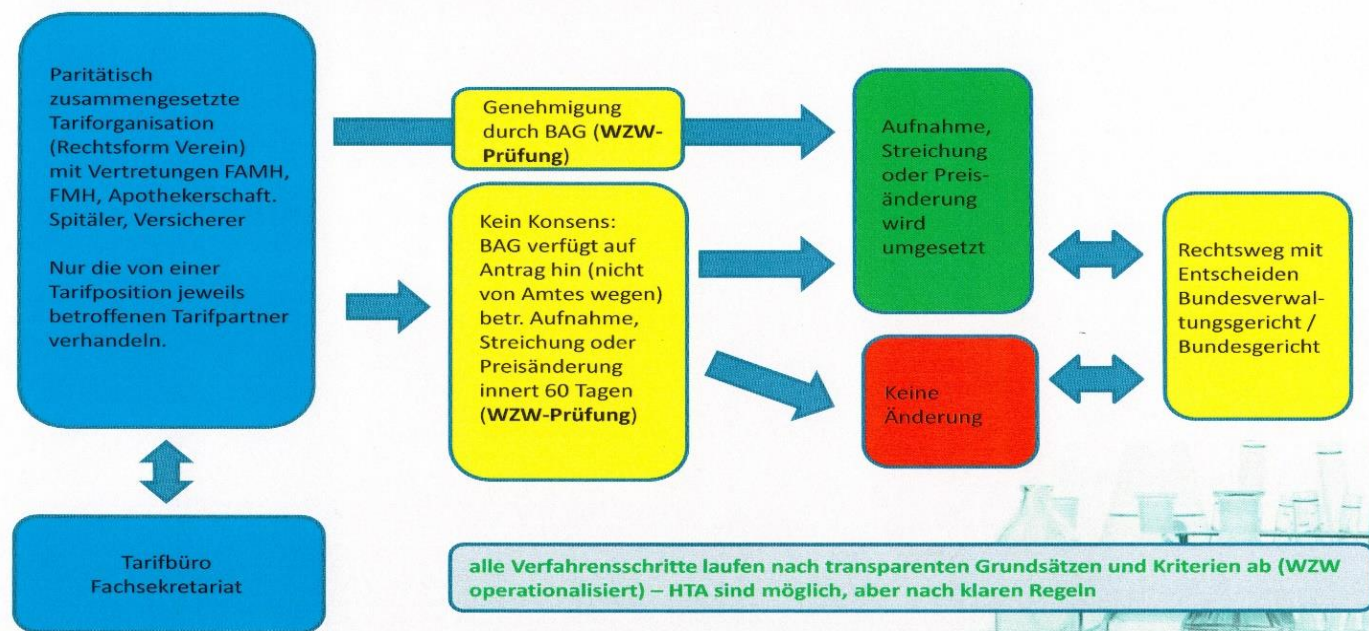 Paritätisch
zusammengesetzte
Tariforganisation
(Rechtsform Verein)
mit Vertretungen FAMH,
FMH, Apothekerschaft.
Spitäler, Versicherer
Nur die von einer
Tarifposition jeweils
betroffenen Tarifpartner
verhandeln.
Tarifbüro
Fachsekretariat
Genehmigung
durch BAG (WZW-
Prüfung)
Kein Konsens:
BAG verfügt auf
Antrag hin (nicht
von Amtes wegen)
betr. Aufnahme,
Streichung oder
Preisänderung
innert 60 Tagen
(WZW-Prüfung)
Aufnahme,
Streichung
oder Preis-
änderung
wird
umgesetzt
Keine
Änderung
Rechtsweg mit
Entscheiden
Bundesverwal-
tungsgericht /
Bundesgericht
alle Verfahrensschritte laufen nach transparenten Grundsätzen und Kriterien ab (WZW
operationalisiert) – HTA sind möglich, aber nach klaren Regeln